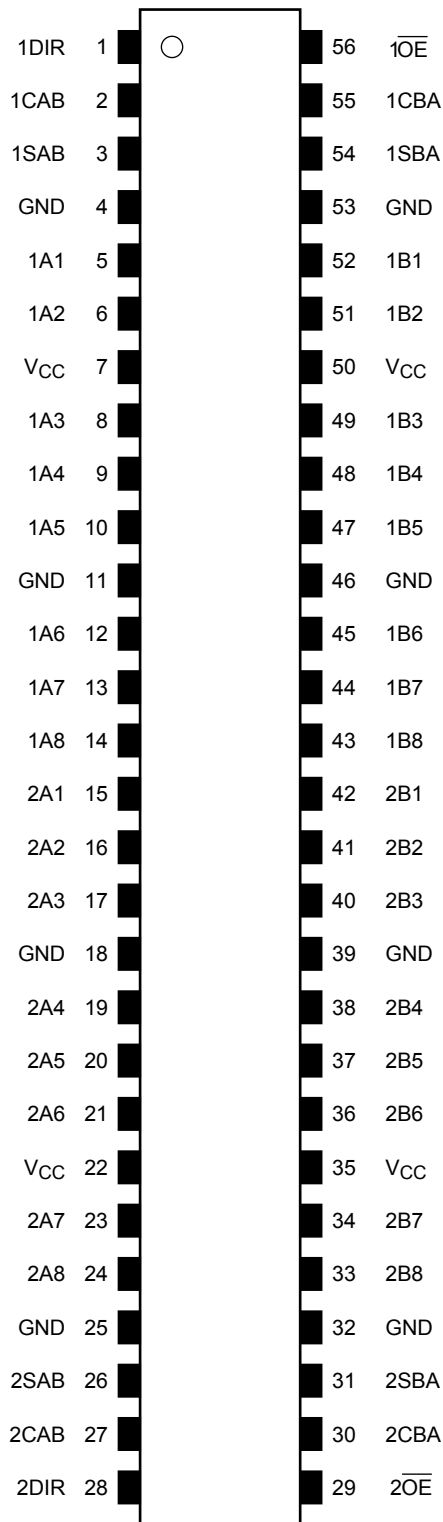 1DIR 1 56 1O̅E̅
1CAB 2 55 1CBA
1SAB 3 54 1SBA
GND 4 53 GND
1A1 5 52 1B1
1A2 6 51 1B2
VCC 7 50 VCC
1A3 8 49 1B3
1A4 9 48 1B4
1A5 10 47 1B5
GND 11 46 GND
1A6 12 45 1B6
1A7 13 44 1B7
1A8 14 43 1B8
2A1 15 42 2B1
2A2 16 41 2B2
2A3 17 40 2B3
GND 18 39 GND
2A4 19 38 2B4
2A5 20 37 2B5
2A6 21 36 2B6
VCC 22 35 VCC
2A7 23 34 2B7
2A8 24 33 2B8
GND 25 32 GND
2SAB 26 31 2SBA
2CAB 27 30 2CBA
2DIR 28 29 2O̅E̅